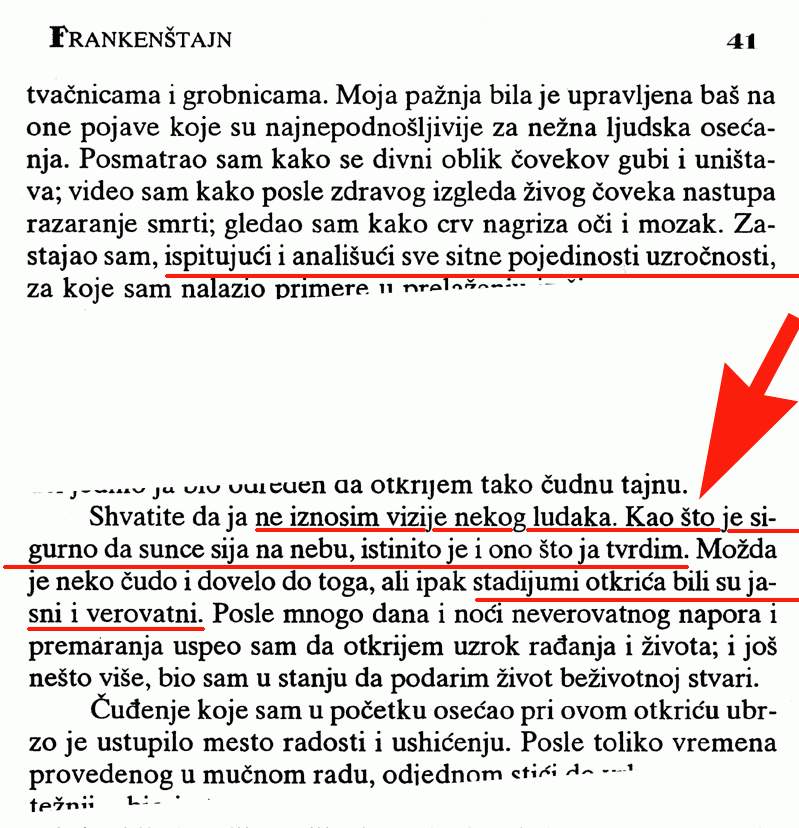 FRANKENŠTAJN 41
tvačnicama i grobnicama. Moja pažnja bila je upravljena baš na
one pojave koje su najnepodnošljivije za nežna ljudska oseća-
nja. Posmatrao sam kako se divni oblik čovekov gubi i uništa-
va; video sam kako posle zdravog izgleda živog čoveka nastupa
razaranje smrti; gledao sam kako crv nagriza oči i mozak. Za-
stajao sam, ispitujući i anališući sve sitne pojedinosti uzročnosti,
za koje sam nalazio primere u prelaženju
ja bio određen da otkrijem tako čudnu tajnu.
Shvatite da ja ne iznosim vizije nekog ludaka. Kao što je si-
gurno da sunce sija na nebu, istinito je i ono što ja tvrdim. Možda
je neko čudo i dovelo do toga, ali ipak stadijumi otkrića bili su ja-
sni i verovatni. Posle mnogo dana i noći neverovatnog napora i
premaranja uspeo sam da otkrijem uzrok rađanja i života; i još
nešto više, bio sam u stanju da podarim život beživotnoj stvari.
Čuđenje koje sam u početku osećao pri ovom otkriću ubr-
zo je ustupilo mesto radosti i ushićenju. Posle toliko vremena
provedenog u mučnom radu, odjednom stići do